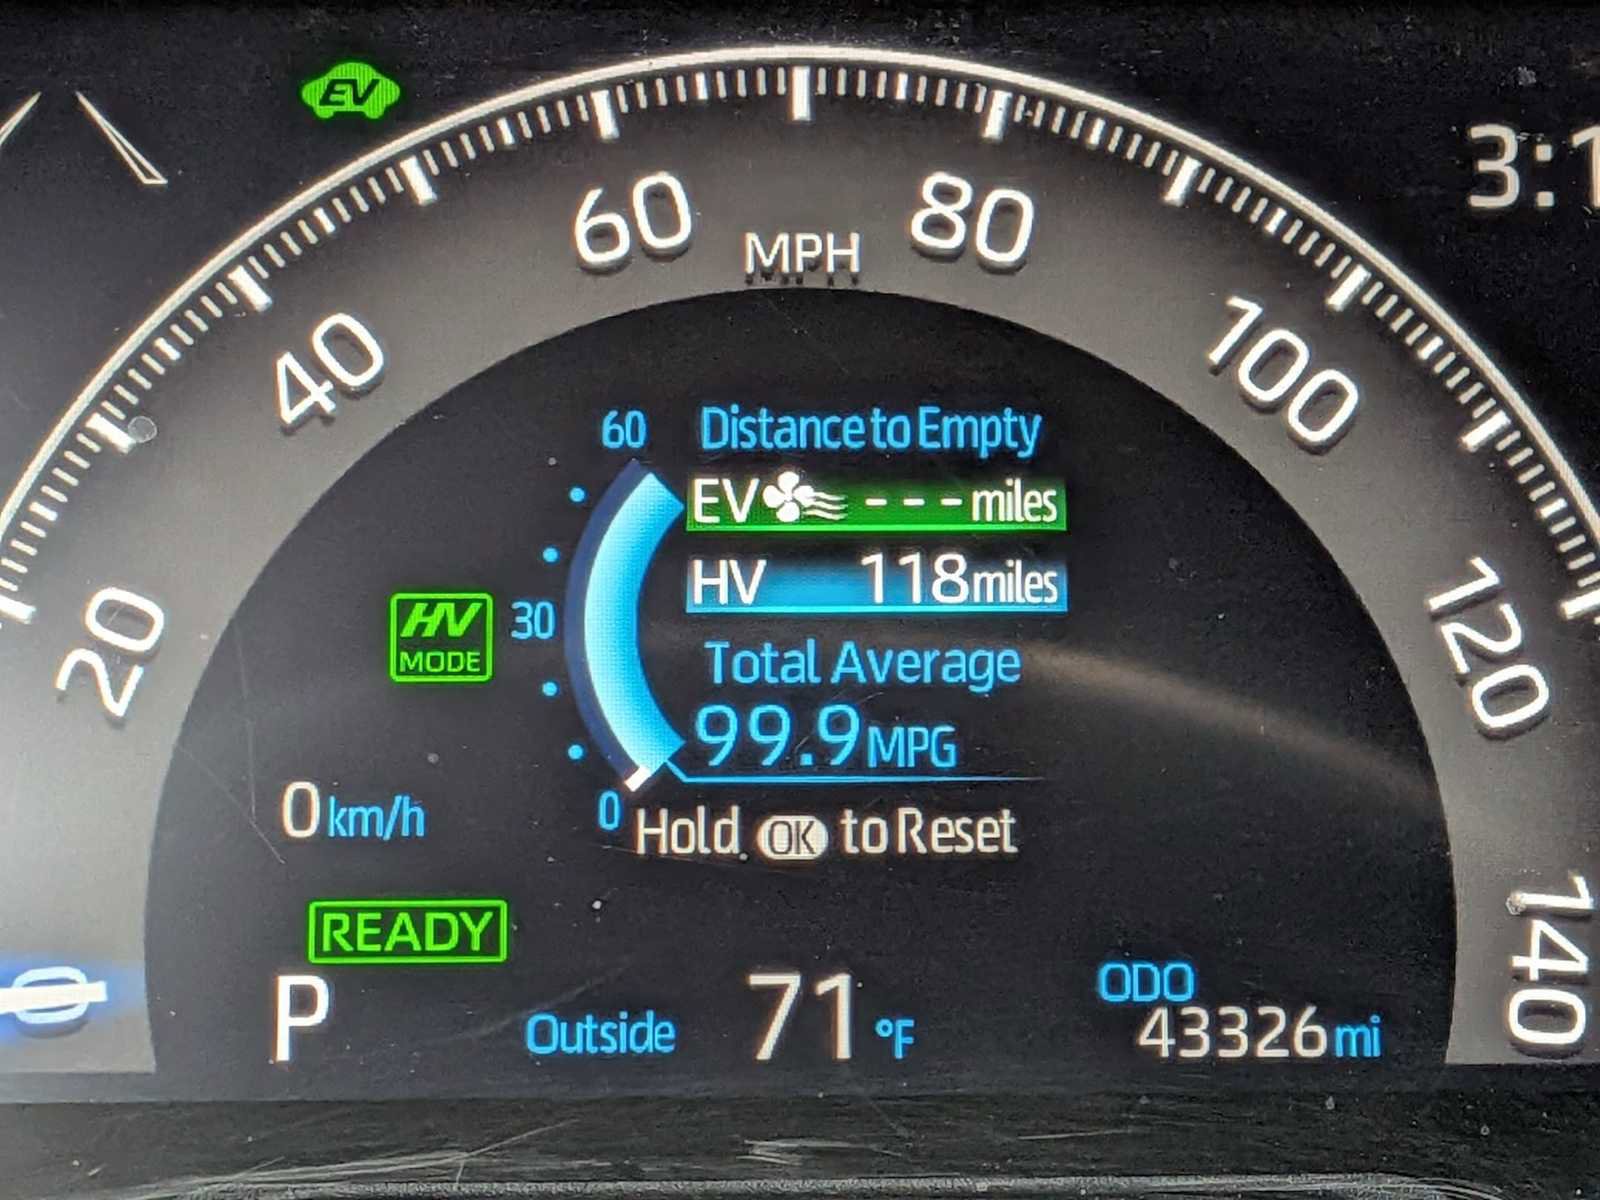 EV
3:1
60
MPH
80
40
100
20
120
140
0
60
Distance to Empty
EV - - - miles
HV 118 miles
HV
MODE
30
Total Average
99.9 MPG
0 km/h
0
Hold OK to Reset
READY
P
Outside 71 °F
ODO
43326 mi